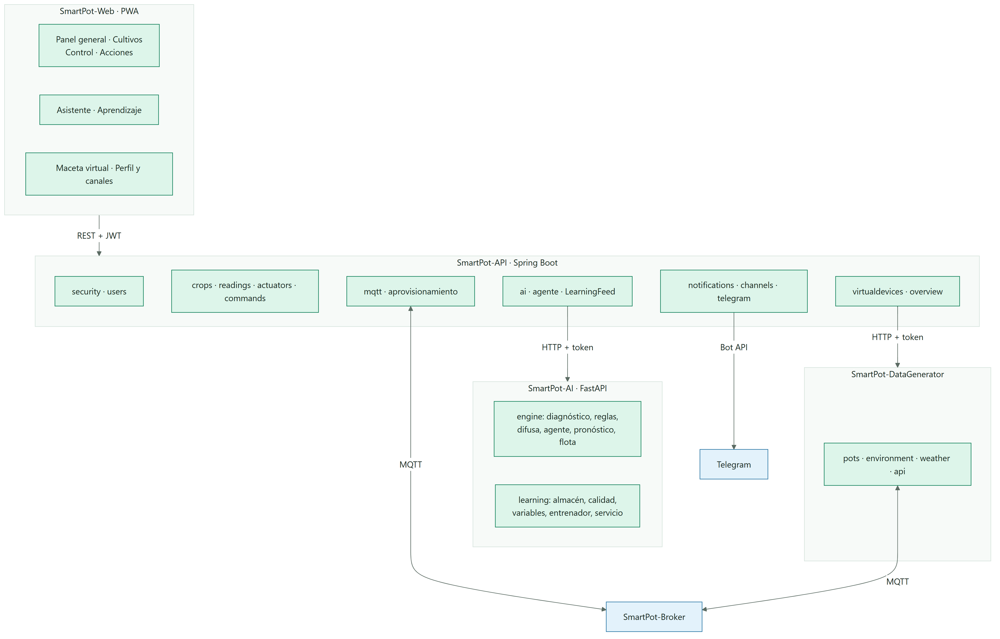 SmartPot-Web · PWA
Panel general · Cultivos
Control · Acciones
Asistente · Aprendizaje
Maceta virtual · Perfil y
canales
REST + JWT
SmartPot-API · Spring Boot
security · users
crops · readings · actuators ·
commands
mqtt · aprovisionamiento
ai · agente · LearningFeed
notifications · channels ·
telegram
virtualdevices · overview
HTTP + token
Bot API
HTTP + token
SmartPot-AI · FastAPI
engine: diagnóstico, reglas,
difusa, agente, pronóstico,
flota
learning: almacén, calidad,
variables, entrenador, servicio
MQTT
Telegram
SmartPot-DataGenerator
pots · environment · weather
· api
MQTT
SmartPot-Broker